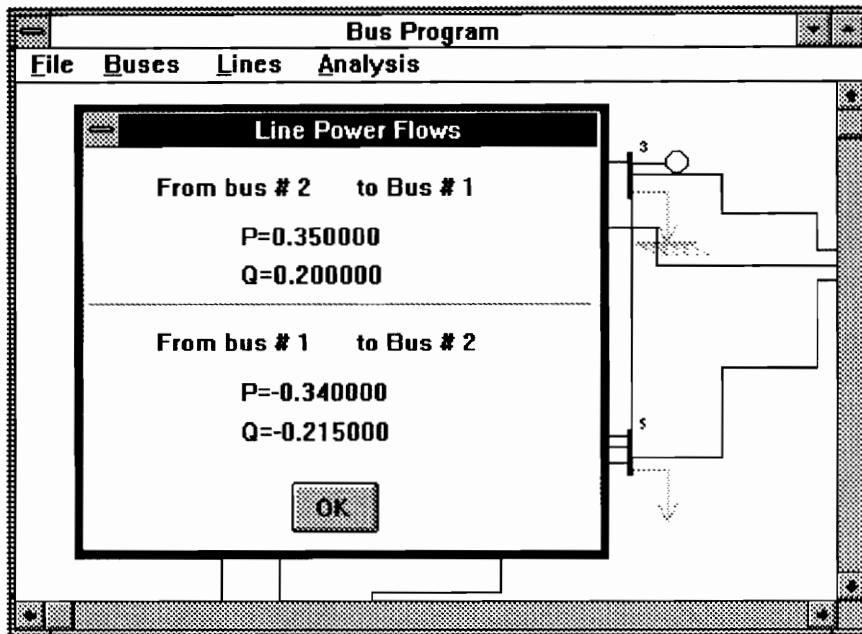 Bus Program
File Buses Lines Analysis
Line Power Flows
From bus # 2 to Bus # 1
P=0.350000
Q=0.200000
From bus # 1 to Bus # 2
P=-0.340000
Q=-0.215000
OK
3
5